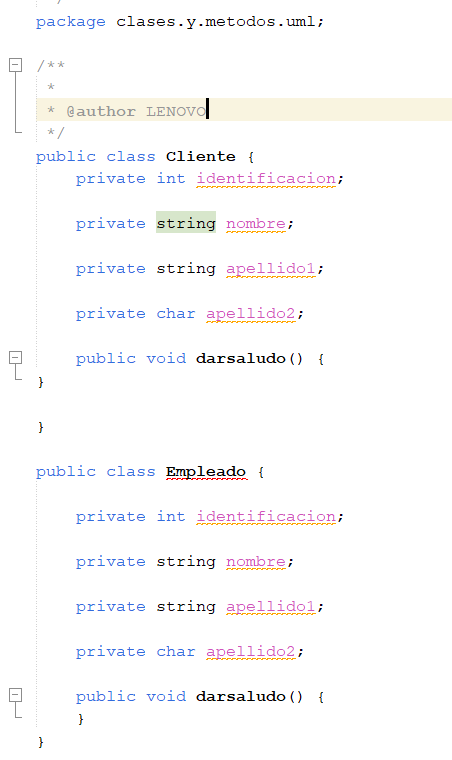 */
package clases.y.metodos.uml;
/**
*
* @author LENOVO
*/
public class Cliente {
private int identificacion;
private string nombre;
private string apellido1;
private char apellido2;
public void darsaludo() {
}
}
public class Empleado {
private int identificacion;
private string nombre;
private string apellido1;
private char apellido2;
public void darsaludo() {
}
}